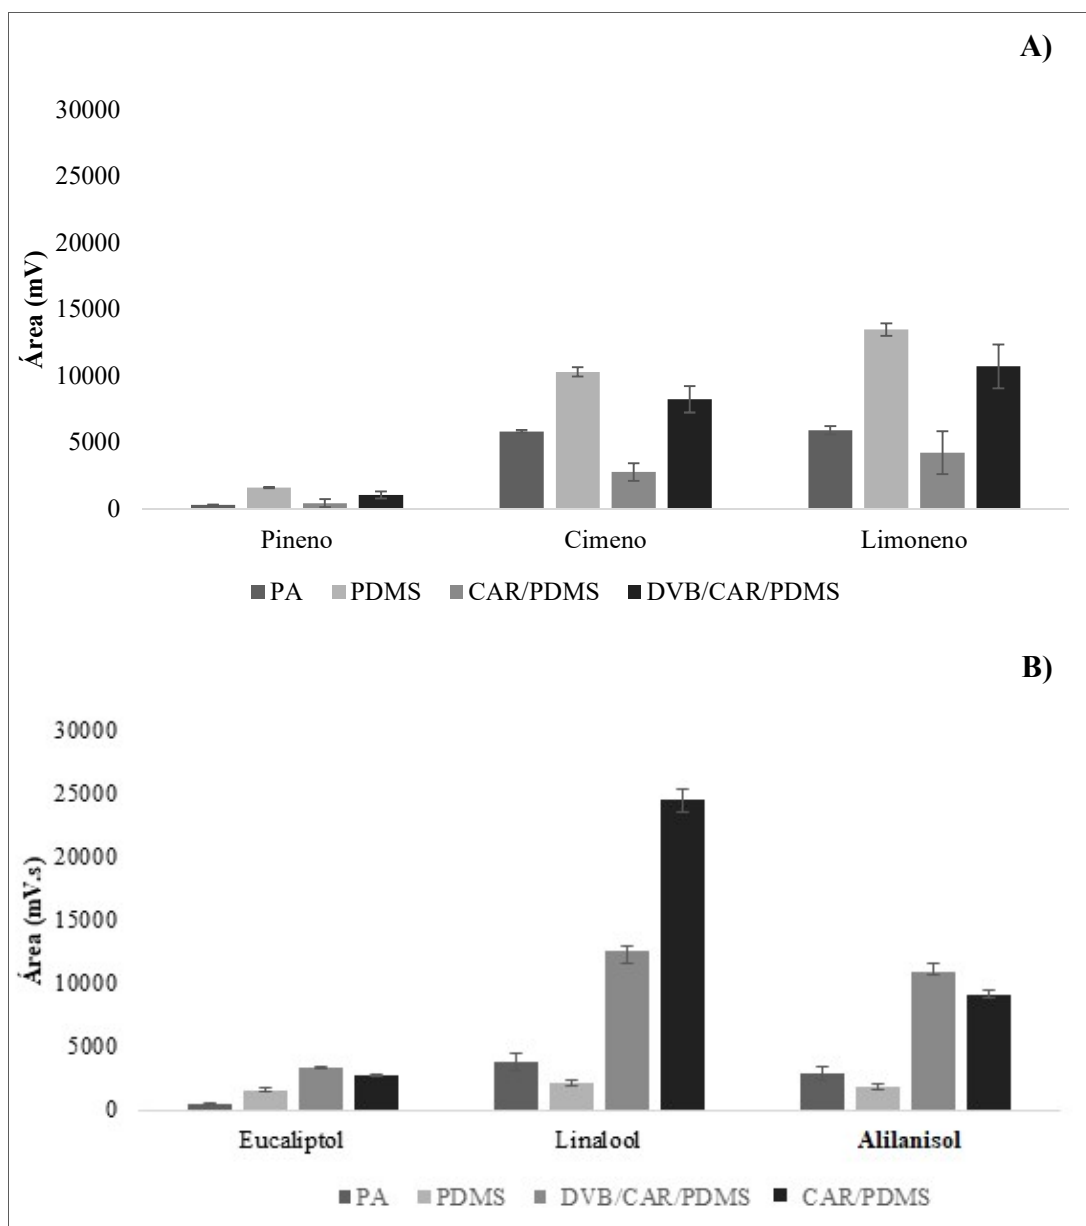 A)
30000
25000
20000
15000
10000
5000
0
Área (mV)
Pineno Cimeno Limoneno
PA PDMS CAR/PDMS DVB/CAR/PDMS
B)
30000
25000
20000
15000
10000
5000
0
Área (mV.s)
Eucaliptol Linalool Alilanisol
PA PDMS DVB/CAR/PDMS CAR/PDMS